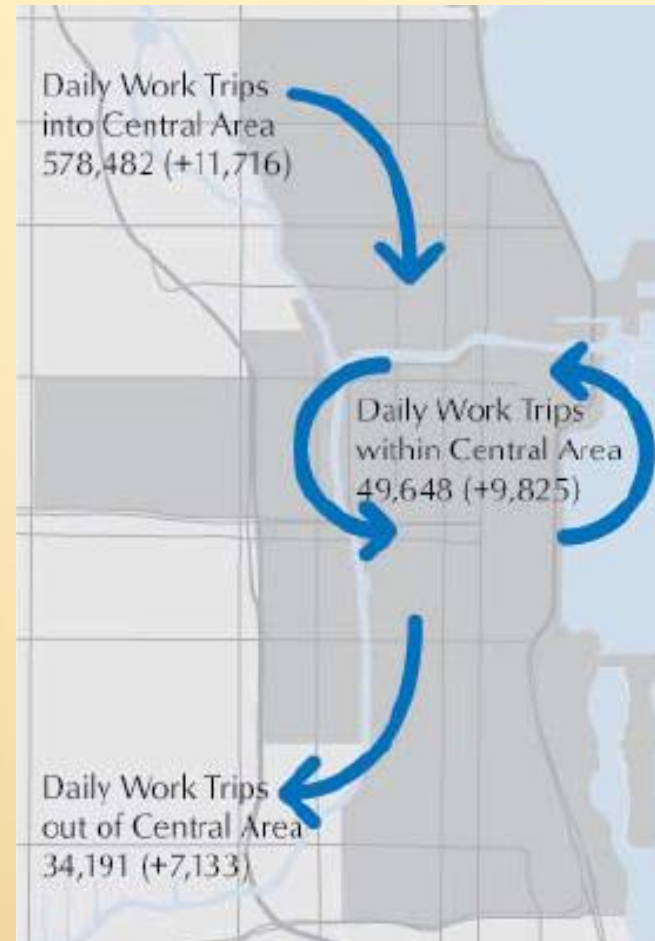 Daily Work Trips
into Central Area
578,482 (+11,716)
Daily Work Trips
within Central Area
49,648 (+9,825)
Daily Work Trips
out of Central Area
34,191 (+7,133)